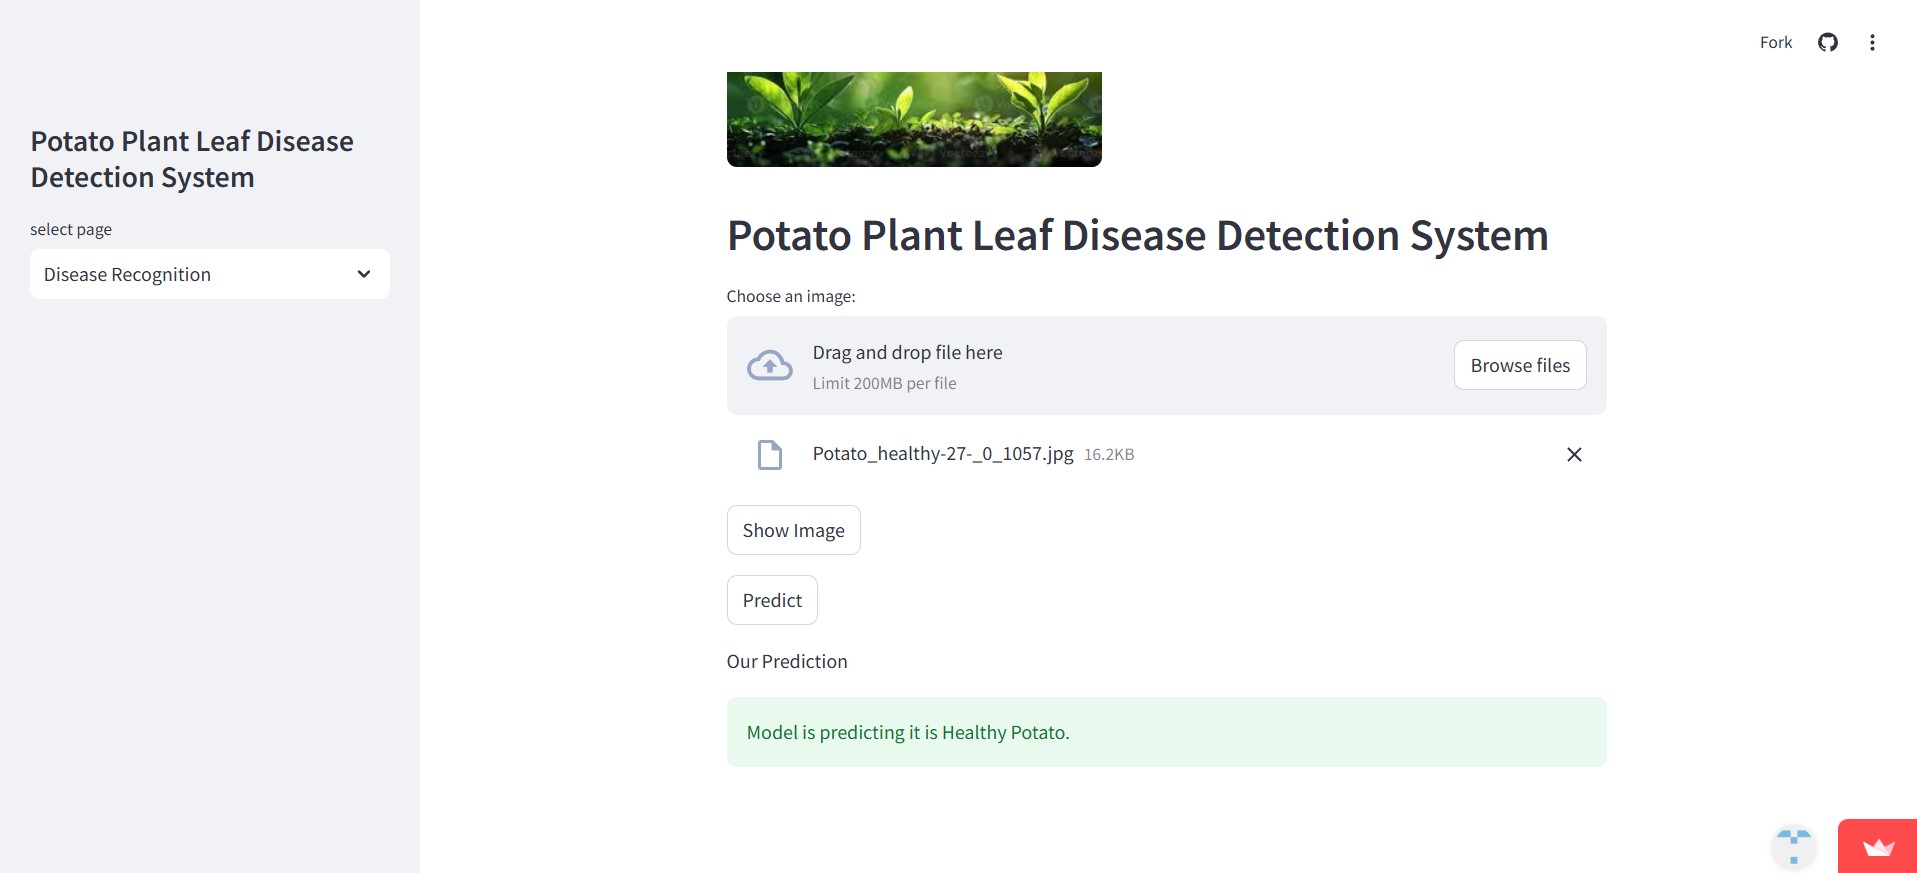 Fork
Potato Plant Leaf Disease
Detection System
select page
Disease Recognition
Potato Plant Leaf Disease Detection System
Choose an image:
Drag and drop file here
Limit 200MB per file
Browse files
Potato_healthy-27-_0_1057.jpg 16.2KB
Show Image
Predict
Our Prediction
Model is predicting it is Healthy Potato.